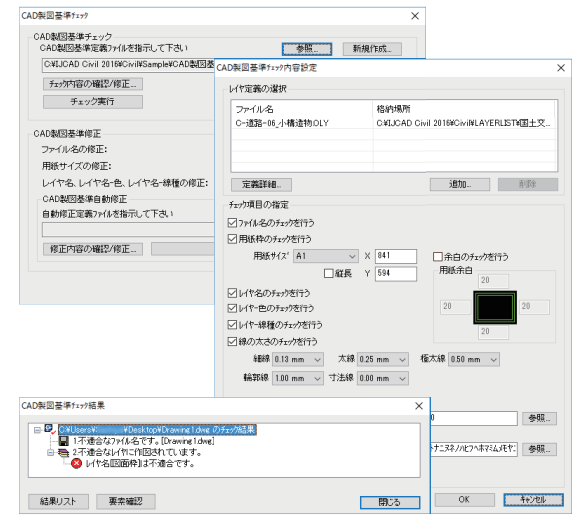 CAD製図基準ﾁｪｯｸ
CAD製図基準チェック
CAD製図基準定義ﾌｧｲﾙを指示して下さい
参照...
新規作成...
C:¥IJCAD Civil 2016¥Civil¥Sample¥CAD製図基
ﾁｪｯｸ内容の確認/修正...
チェック実行
CAD製図基準修正
ファイル名の修正:
用紙サイズの修正:
レイヤ名、レイヤ名-色、レイヤ名-線種の修正:
CAD製図基準自動修正
自動修正定義ﾌｧｲﾙを指示して下さい
修正内容の確認/修正...
CAD製図基準ﾁｪｯｸ内容設定
ﾚｲﾔ定義の選択
ファイル名
格納場所
C-道路-06_小構造物.OLY
C:¥IJCAD Civil 2016¥Civil¥LAYERLIST¥国土交...
定義詳細...
追加...
削除
ﾁｪｯｸ項目の指定
ﾌｧｲﾙ名のﾁｪｯｸを行う
用紙枠のﾁｪｯｸを行う
用紙ｻｲｽﾞ A1
X 841
縦長
Y 594
余白のﾁｪｯｸを行う
用紙余白
20
20
20
20
ﾚｲﾔ名のﾁｪｯｸを行う
ﾚｲﾔｰ色のﾁｪｯｸを行う
ﾚｲﾔｰ線種のﾁｪｯｸを行う
線の太さのﾁｪｯｸを行う
細線 0.13 mm
太線 0.25 mm
極太線 0.50 mm
輪郭線 1.00 mm
寸法線 0.00 mm
参照...
参照...
OK
ｷｬﾝｾﾙ
CAD製図基準ﾁｪｯｸ結果
¥Desktop¥Drawing1.dwg のﾁｪｯｸ結果
C:¥Users¥
1.不適合なﾌｧｲﾙ名です。[Drawing1.dwg]
2.不適合なﾚｲﾔに作図されています。
ﾚｲﾔ名[図面枠]は不適合です。
結果リスト
要素確認
閉じる